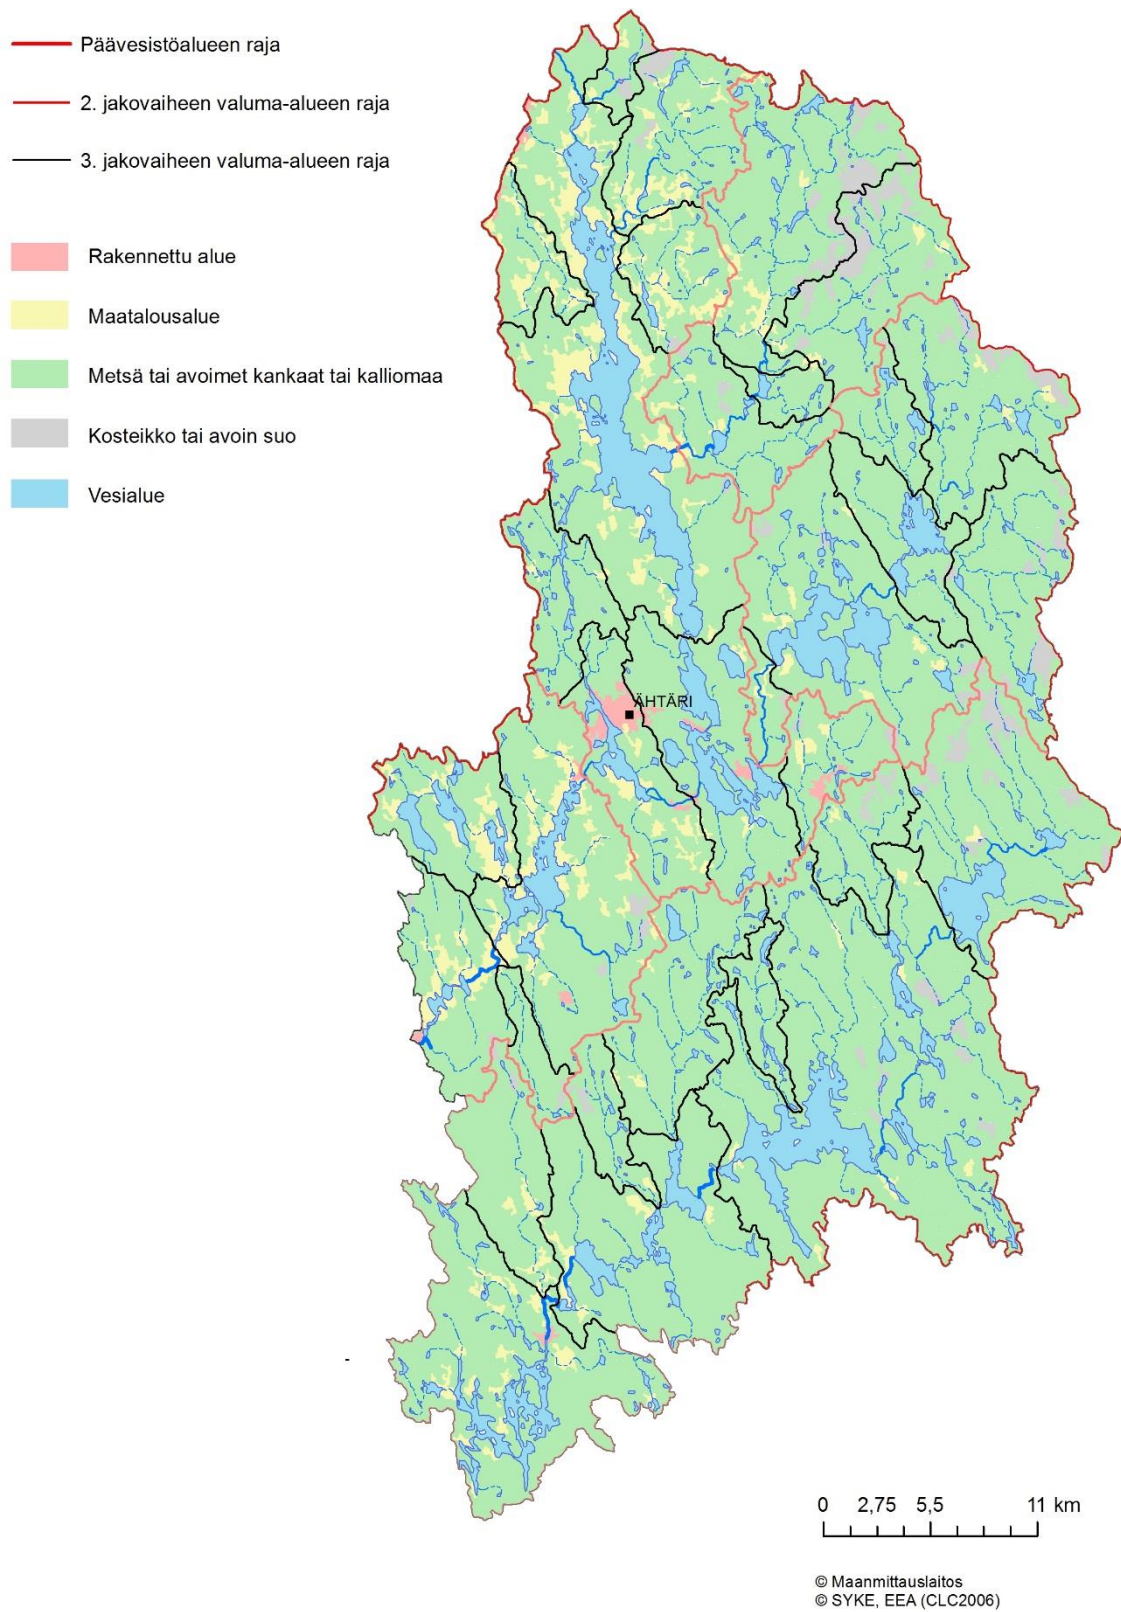 Päävesistöalueen raja
2. jakovaiheen valuma-alueen raja
3. jakovaiheen valuma-alueen raja
Rakennettu alue
Maatalousalue
Metsä tai avoimet kankaat tai kalliomaa
Kosteikko tai avoin suo
Vesialue
ÄHTÄRI
-
0 2,75 5,5 11 km
© Maanmittauslaitos
© SYKE, EEA (CLC2006)